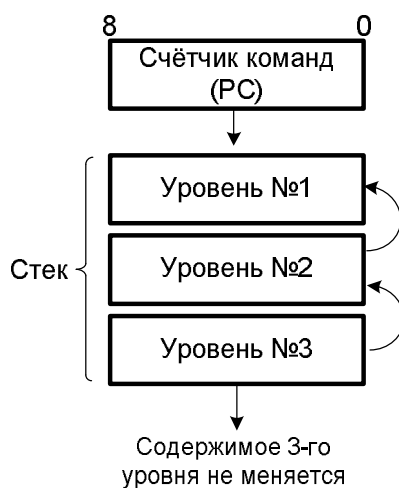 8 0
Счётчик команд
(PC)
Уровень №1
Стек
Уровень №2
Уровень №3
Содержимое 3-го
уровня не меняется